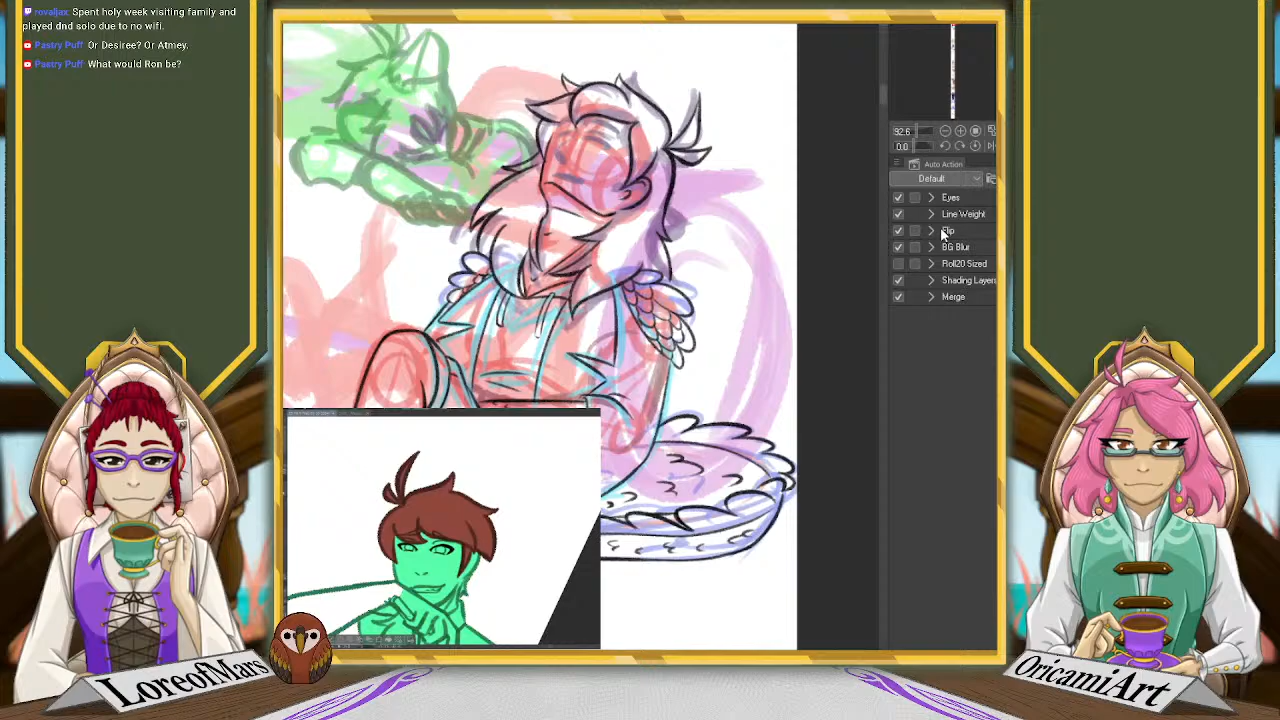 rovaljax: Spent holy week visiting family and
played dnd solo due to no wifi.
Pastry Puff Or Desiree? Or Atmey.
Pastry Puff What would Ron be?
92.6
0.0
Auto Action
Default
Eyes
Line Weight
Flip
BG Blur
Roll20 Sized
Shading Layers
Merge
LoreofMars
OricamiArt